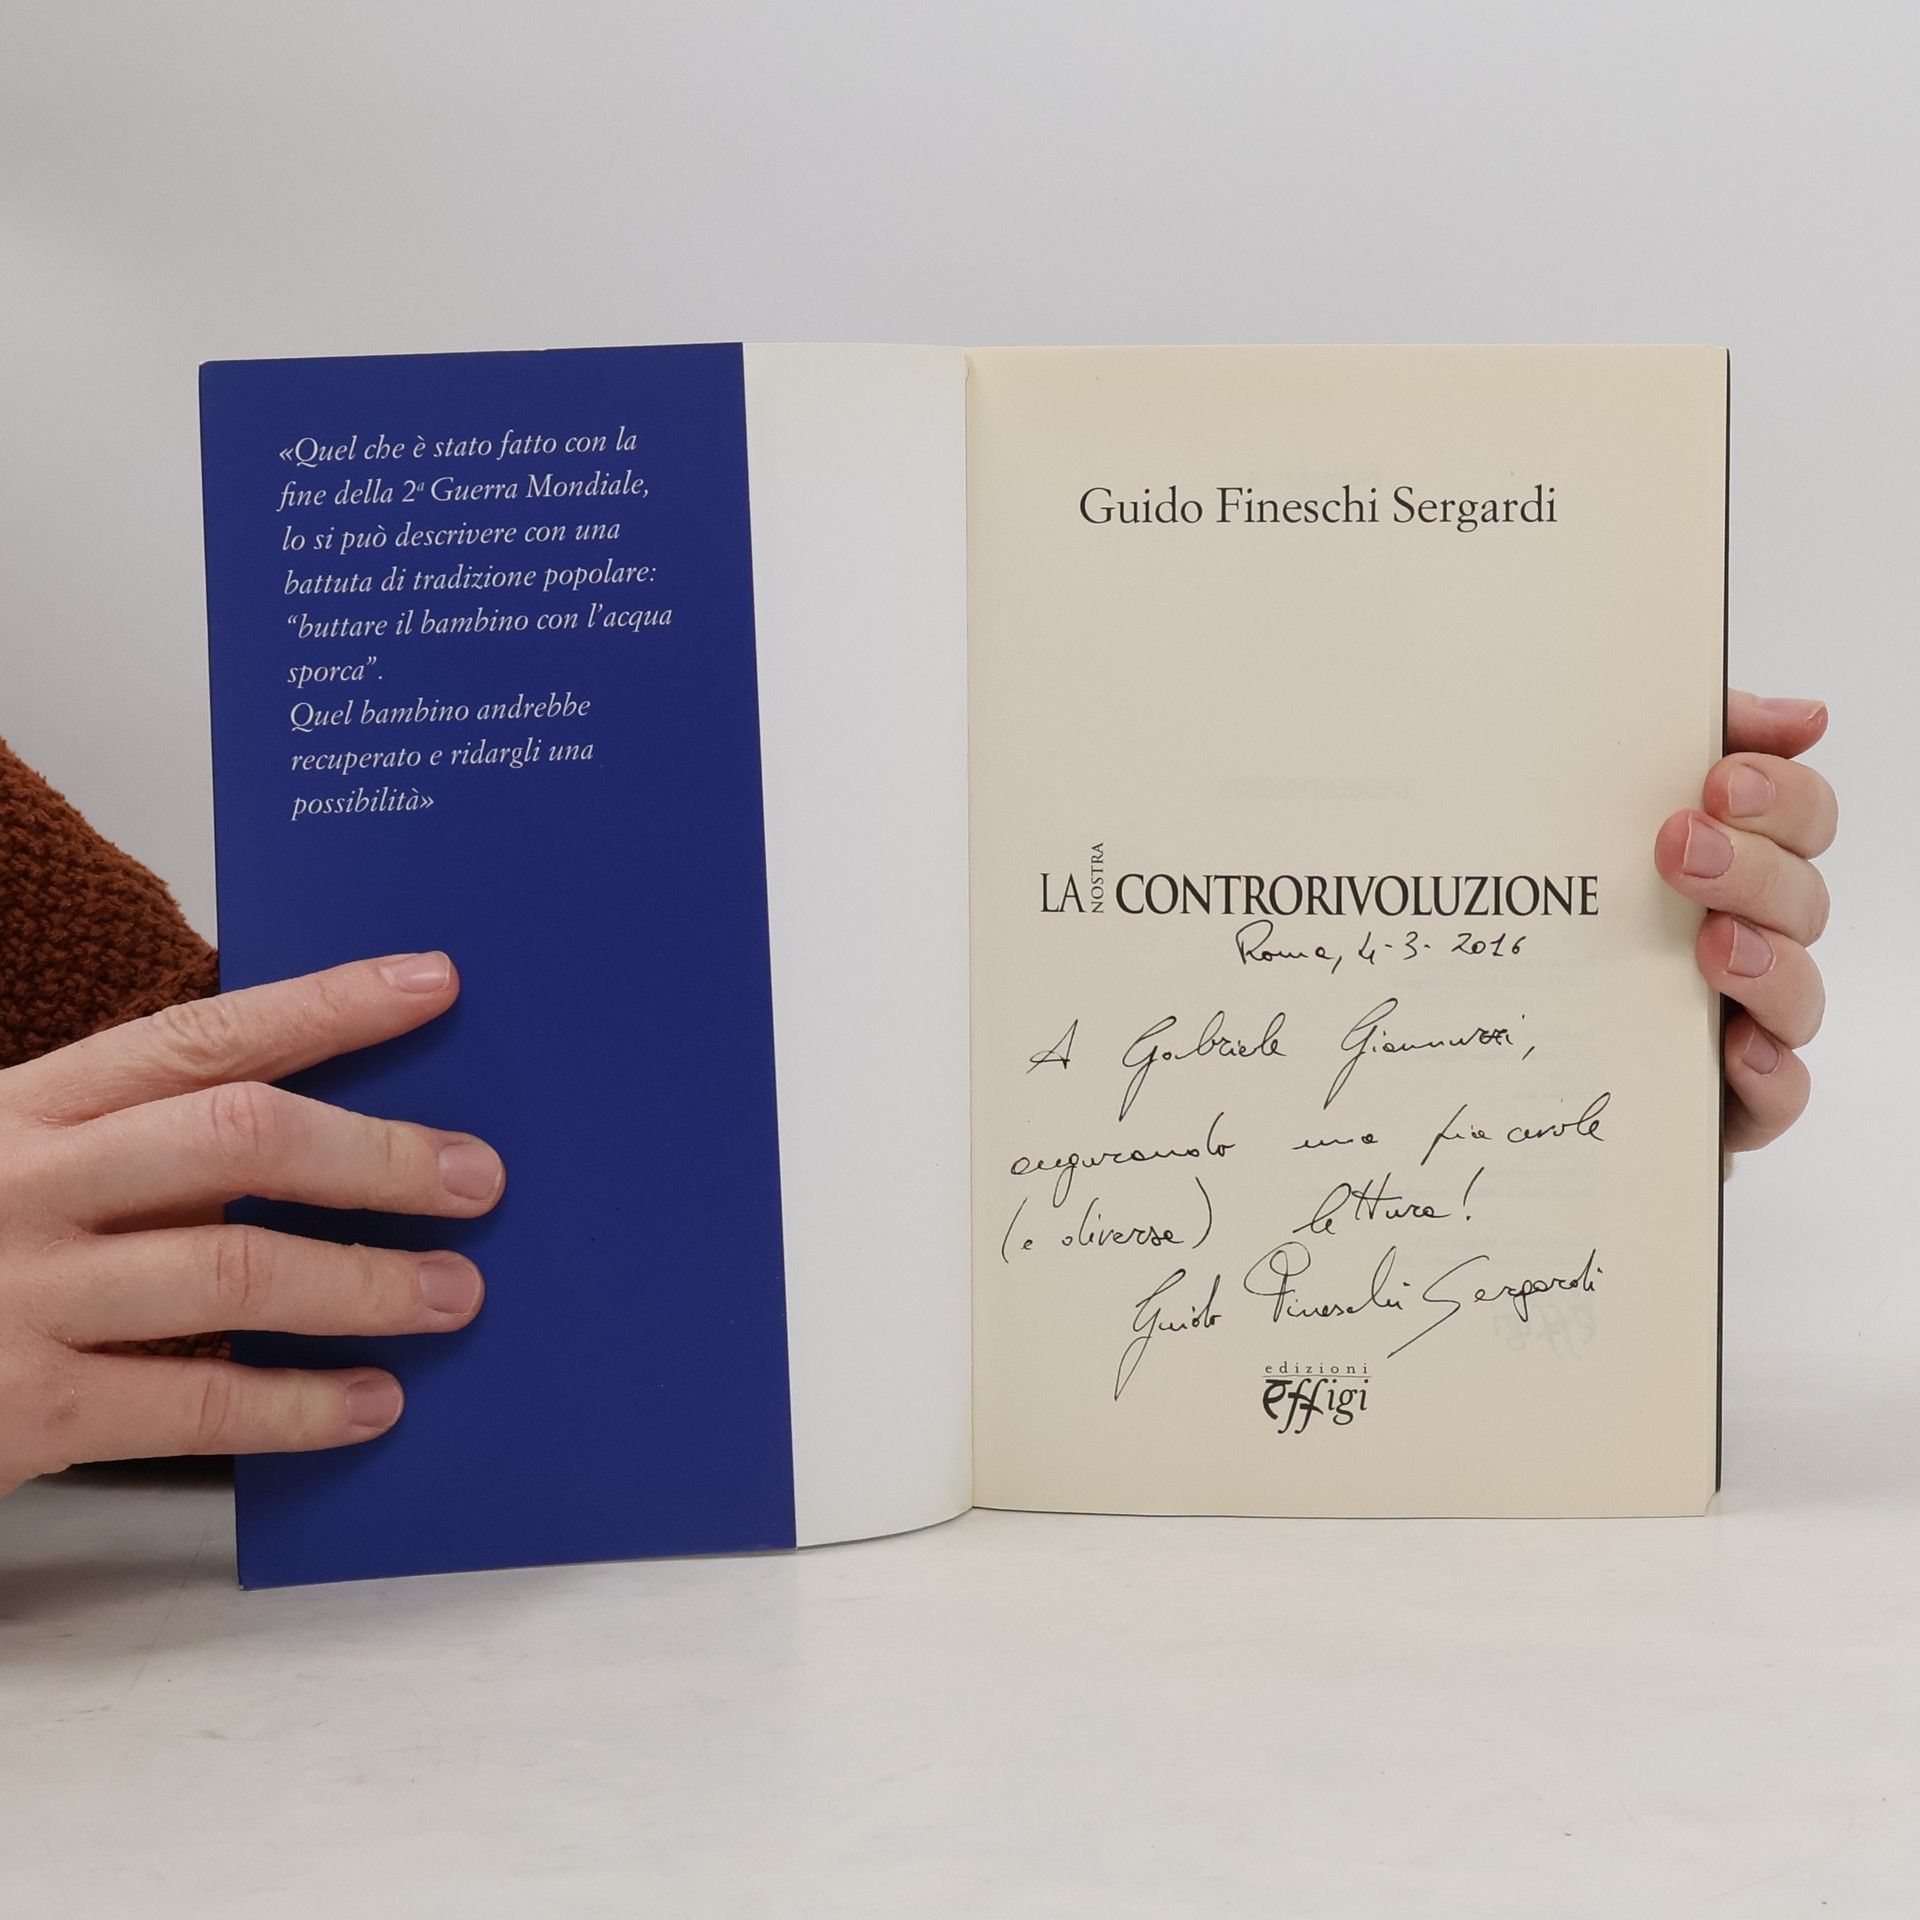 «Quel che è stato fatto con la
fine della 2ª Guerra Mondiale,
lo si può descrivere con una
battuta di tradizione popolare:
“buttare il bambino con l’acqua
sporca”.
Quel bambino andrebbe
recuperato e ridargli una
possibilità»
Guido Fineschi Sergardi
LA NOSTRA CONTRORIVOLUZIONE
Roma, 4-3-2016
A Gabriele Giannuzzi,
augurando una piacevole
(e diversa) lettura!
Guido Fineschi Sergardi
edizioni
effigi